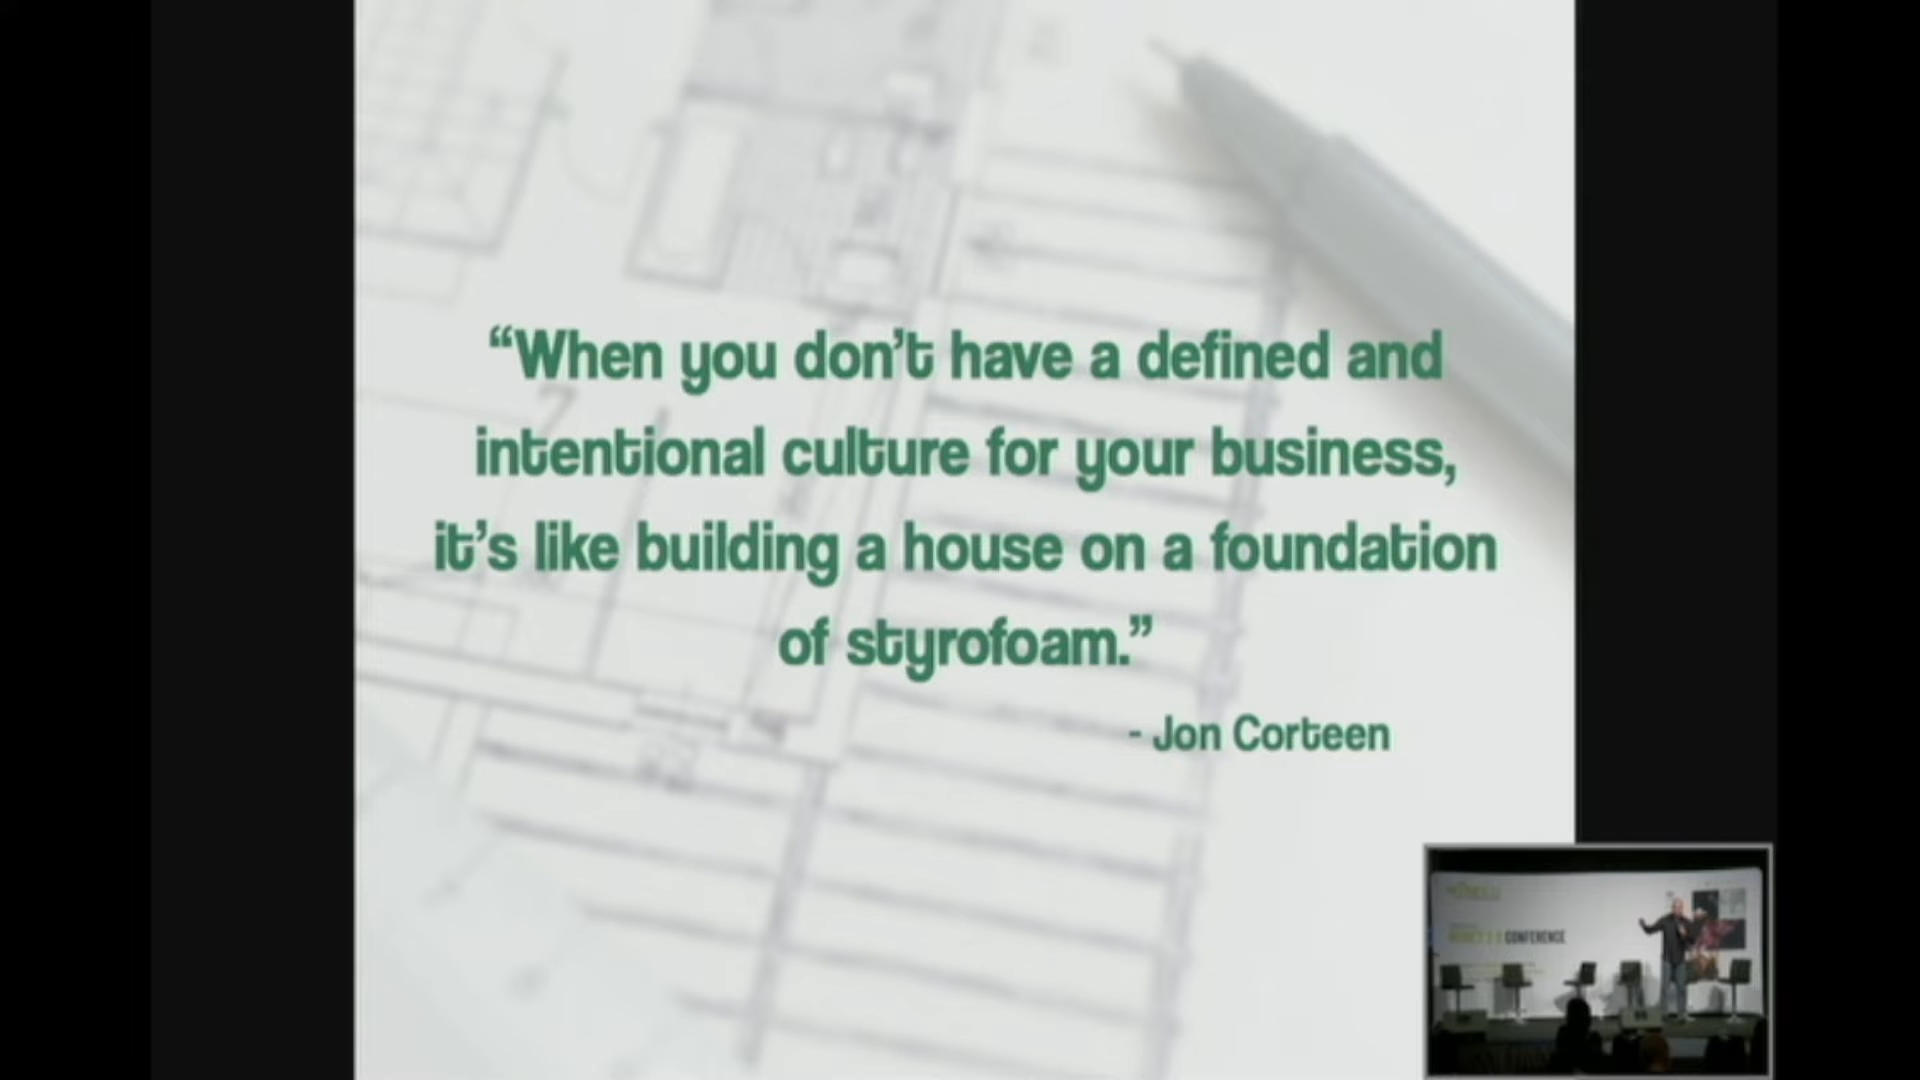 “When you don’t have a defined and
intentional culture for your business,
it’s like building a house on a foundation
of styrofoam.”
- Jon Corteen
CONFERENCE